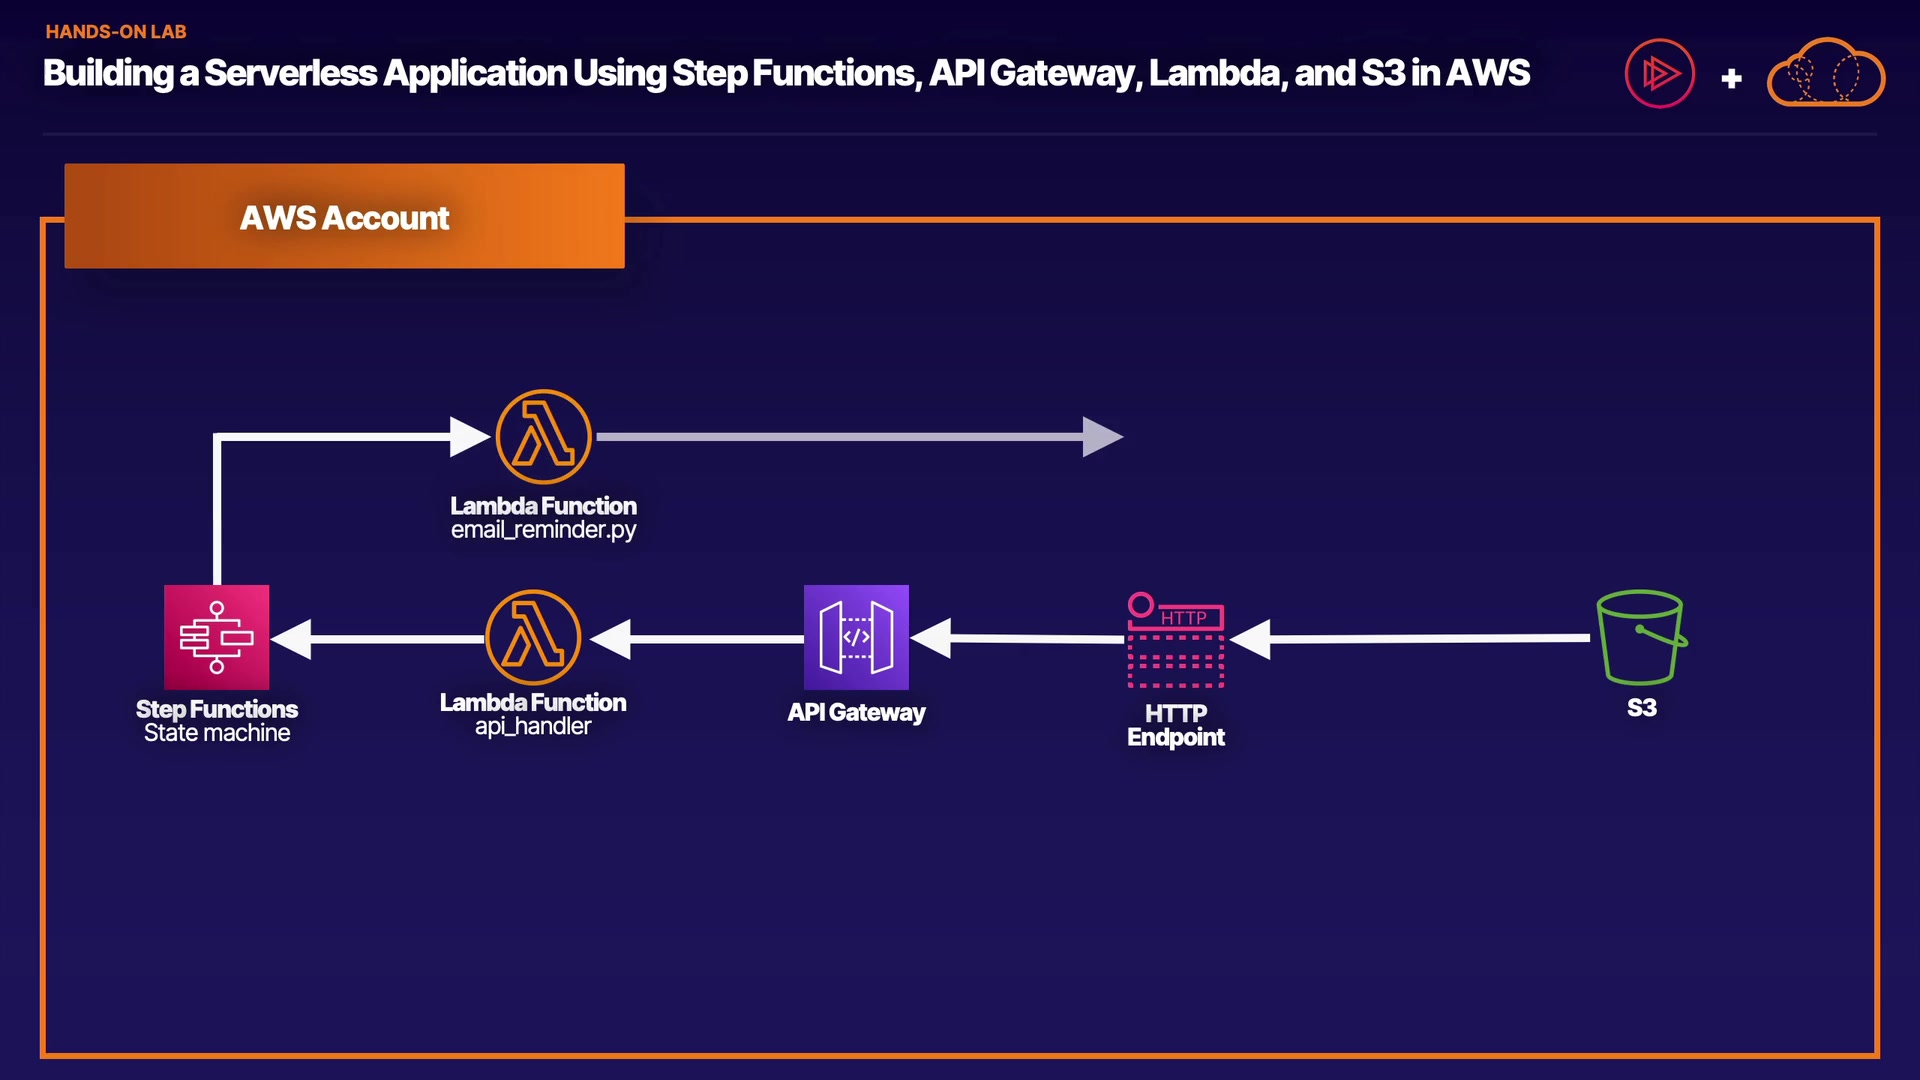 HANDS-ON LAB
Building a Serverless Application Using Step Functions, API Gateway, Lambda, and S3 in AWS
AWS Account
Lambda Function
email_reminder.py
Step Functions
State machine
Lambda Function
api_handler
</>
API Gateway
HTTP
HTTP
Endpoint
S3